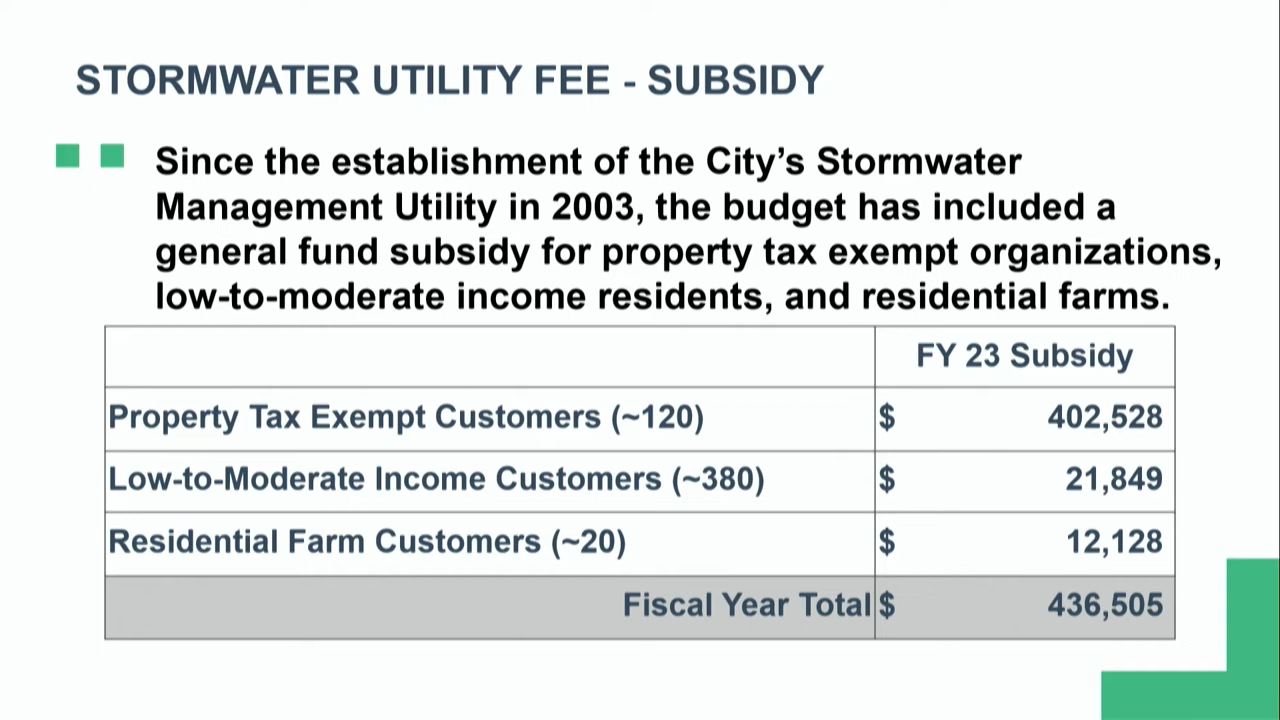 STORMWATER UTILITY FEE - SUBSIDY
Since the establishment of the City’s Stormwater
Management Utility in 2003, the budget has included a
general fund subsidy for property tax exempt organizations,
low-to-moderate income residents, and residential farms.
FY 23 Subsidy
Property Tax Exempt Customers (~120) $ 402,528
Low-to-Moderate Income Customers (~380) $ 21,849
Residential Farm Customers (~20) $ 12,128
Fiscal Year Total $ 436,505